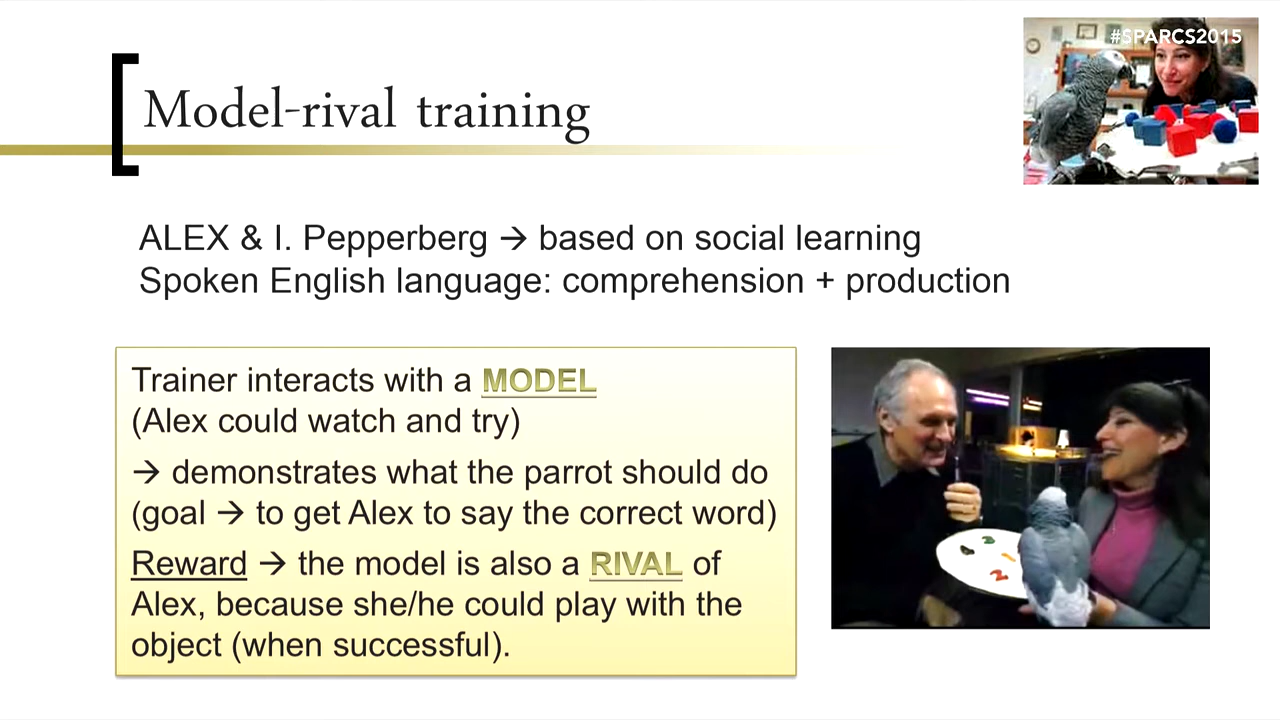 #SPARCS2015
Model-rival training
ALEX & I. Pepperberg → based on social learning
Spoken English language: comprehension + production
Trainer interacts with a MODEL
(Alex could watch and try)
→ demonstrates what the parrot should do
(goal → to get Alex to say the correct word)
Reward → the model is also a RIVAL of
Alex, because she/he could play with the
object (when successful).
2